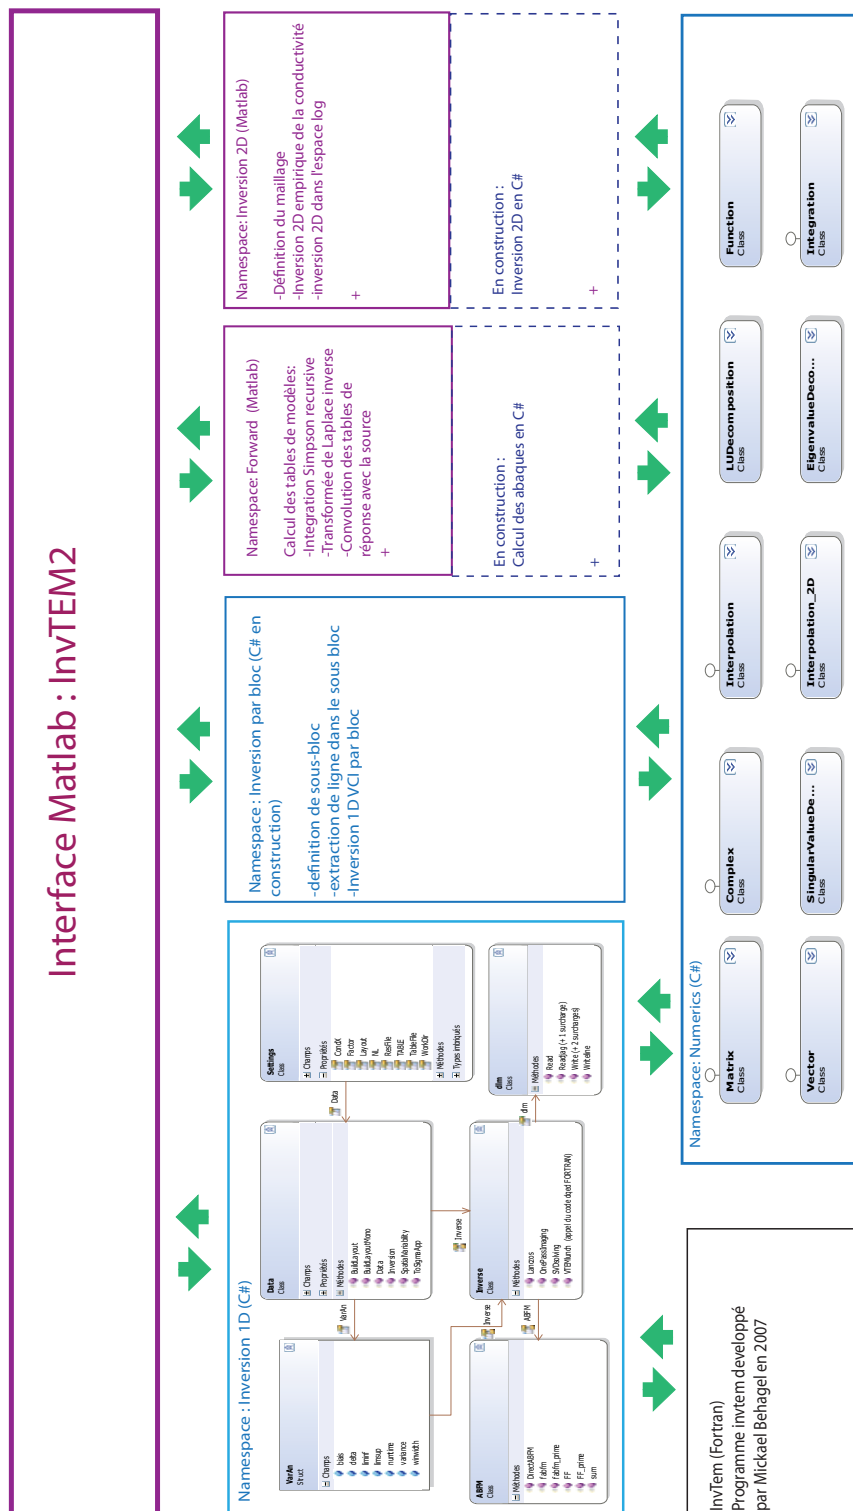 Interface Matlab : InvTEM2
Namespace : Inversion 1D (C#)
VarAn
Struct
Champs
biais
delta
liminf
limsup
nuntime
variance
winwidth
Data
Class
Champs
Propriétés
Méthodes
BuildLayout
BuildLayoutMono
Data
Inversion
SpatialVariability
ToSigmaApp
Settings
Class
Champs
Propriétés
CondX
Factor
Layout
NL
ResFile
TABLE
TableFile
WorkDir
Méthodes
Types imbriqués
VarAn
Data
Inverse
Inverse
ABFM
dlm
ABFM
Class
Méthodes
DirectABFM
fabfm
fabfm_prime
FF
FF_prime
sum
Inverse
Class
Méthodes
Lanczos
OnePassImaging
SVDsolving
VTEMunch (appel du code dqed FORTRAN)
dlm
Class
Méthodes
Read
ReadJag (+ 1 surcharge)
Write (+ 2 surcharges)
Writeline
Namespace : Inversion par bloc (C# en
construction)
-definition de sous-bloc
-extraction de ligne dans le sous bloc
-Inversion 1D VCI par bloc
Namespace: Forward (Matlab)
Calcul des tables de modèles:
-Integration Simpson recursive
-Transformée de Laplace inverse
-Convolution des tables de
réponse avec la source
+
En construction :
Calcul des abaques en C#
+
Namespace: Inversion 2D (Matlab)
-Définition du maillage
-Inversion 2D empirique de la conductivité
-inversion 2D dans l'espace log
+
En construction :
Inversion 2D en C#
+
InvTem (Fortran)
Programme invtem developpé
par Mickael Behagel en 2007
Namespace: Numerics (C#)
Matrix
Class
Complex
Class
Interpolation
Class
LUDecomposition
Class
Function
Class
Vector
Class
SingularValueDe...
Class
Interpolation_2D
Class
EigenvalueDeco...
Class
Integration
Class